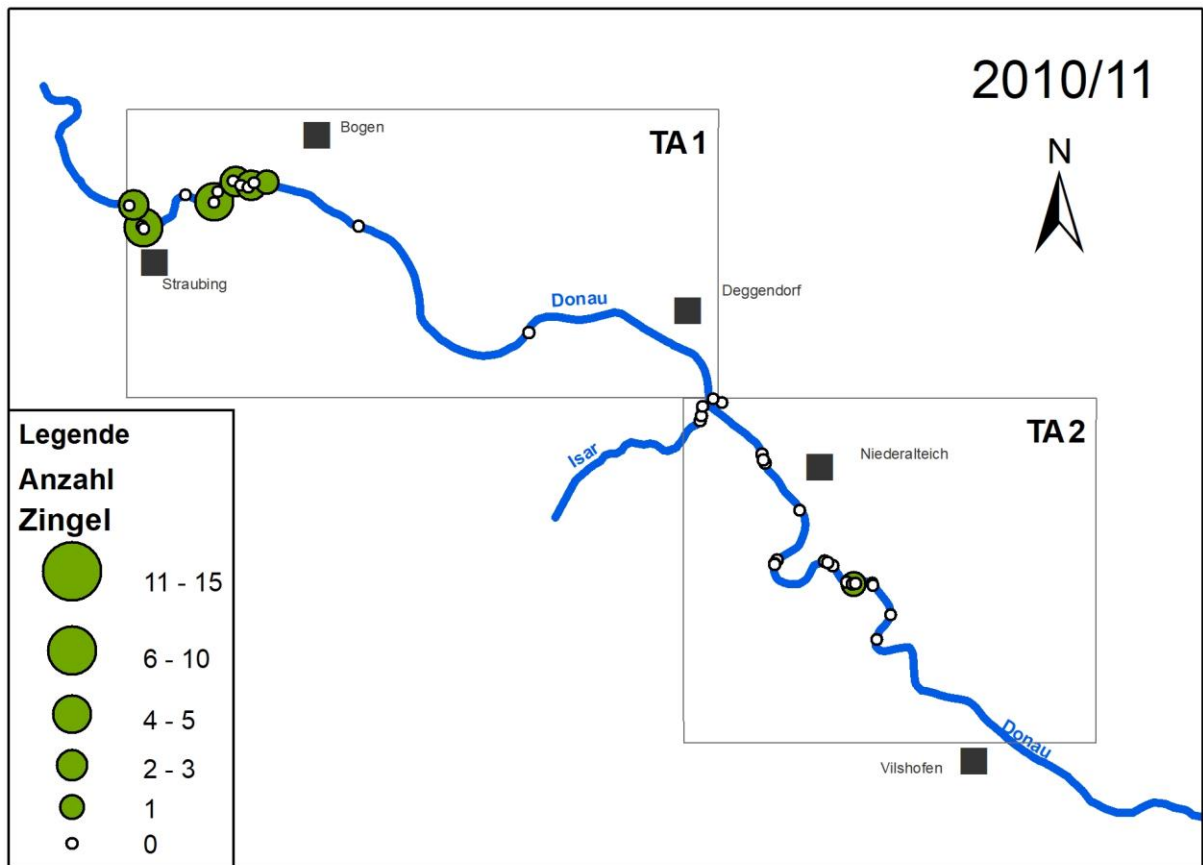 2010/11
N
Bogen
TA 1
Straubing
Donau
Deggendorf
Isar
TA 2
Niederalteich
Donau
Vilshofen
Legende
Anzahl
Zingel
11 - 15
6 - 10
4 - 5
2 - 3
1
0